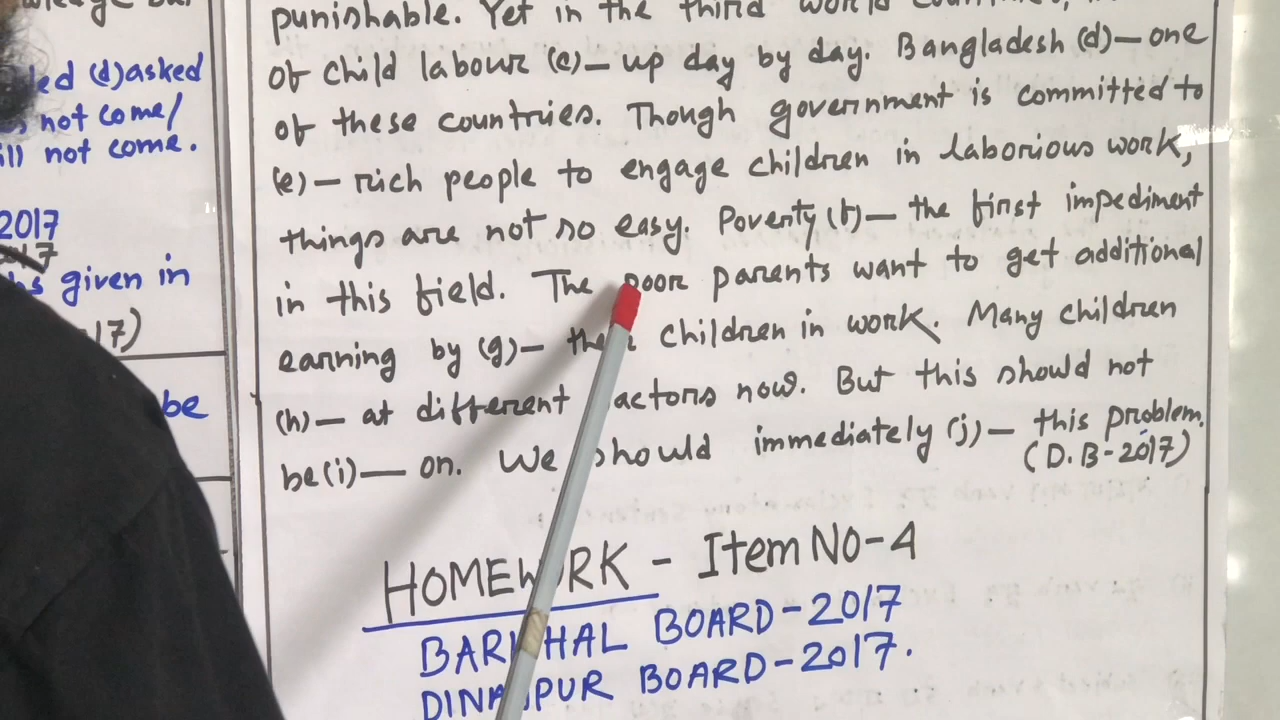 ded (d)asked
not come/
ill not come.
2017
given in
17)
be
punishable. Yet in the third world
of child labour (c)— up day by day. Bangladesh (d)— one
of these countries. Though government is committed to
(e)— rich people to engage children in laborious work,
things are not so easy. Poverty (f)— the first impediment
in this field. The poor parents want to get additional
earning by (g)— their children in work. Many children
(h)— at different factors now. But this should not
be (i)— on. We should immediately (j)— this problem.
(D.B-2017)
HOMEWORK - Item NO-4
BARISHAL BOARD-2017
DINAJPUR BOARD-2017.